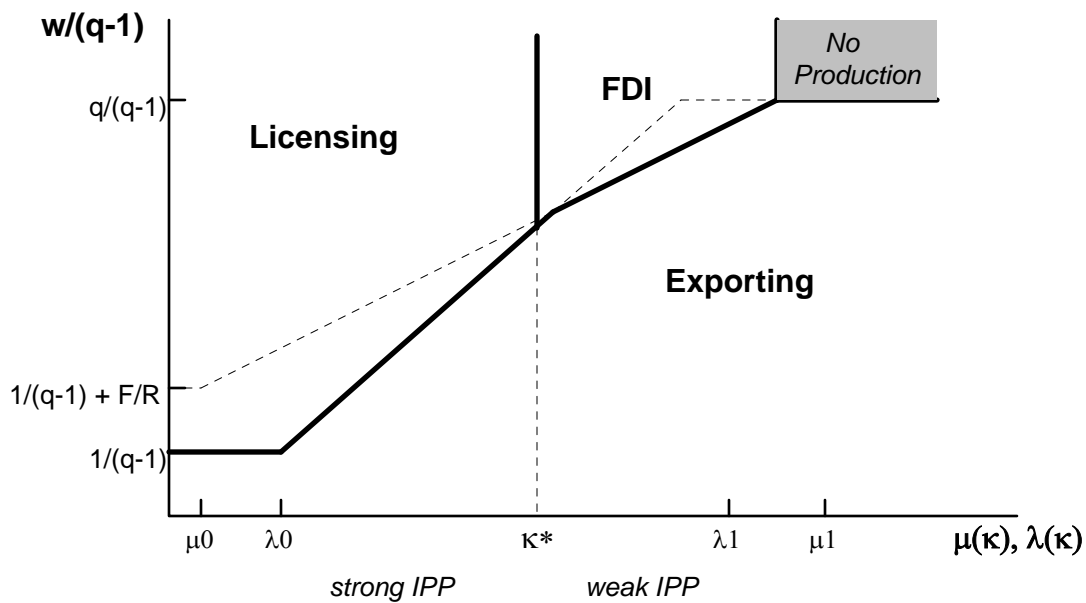 w/(q-1)
No
Production
FDI
q/(q-1)
Licensing
Exporting
1/(q-1) + F/R
1/(q-1)
μ0 λ0 κ* λ1 μ1 μ(κ), λ(κ)
strong IPP weak IPP